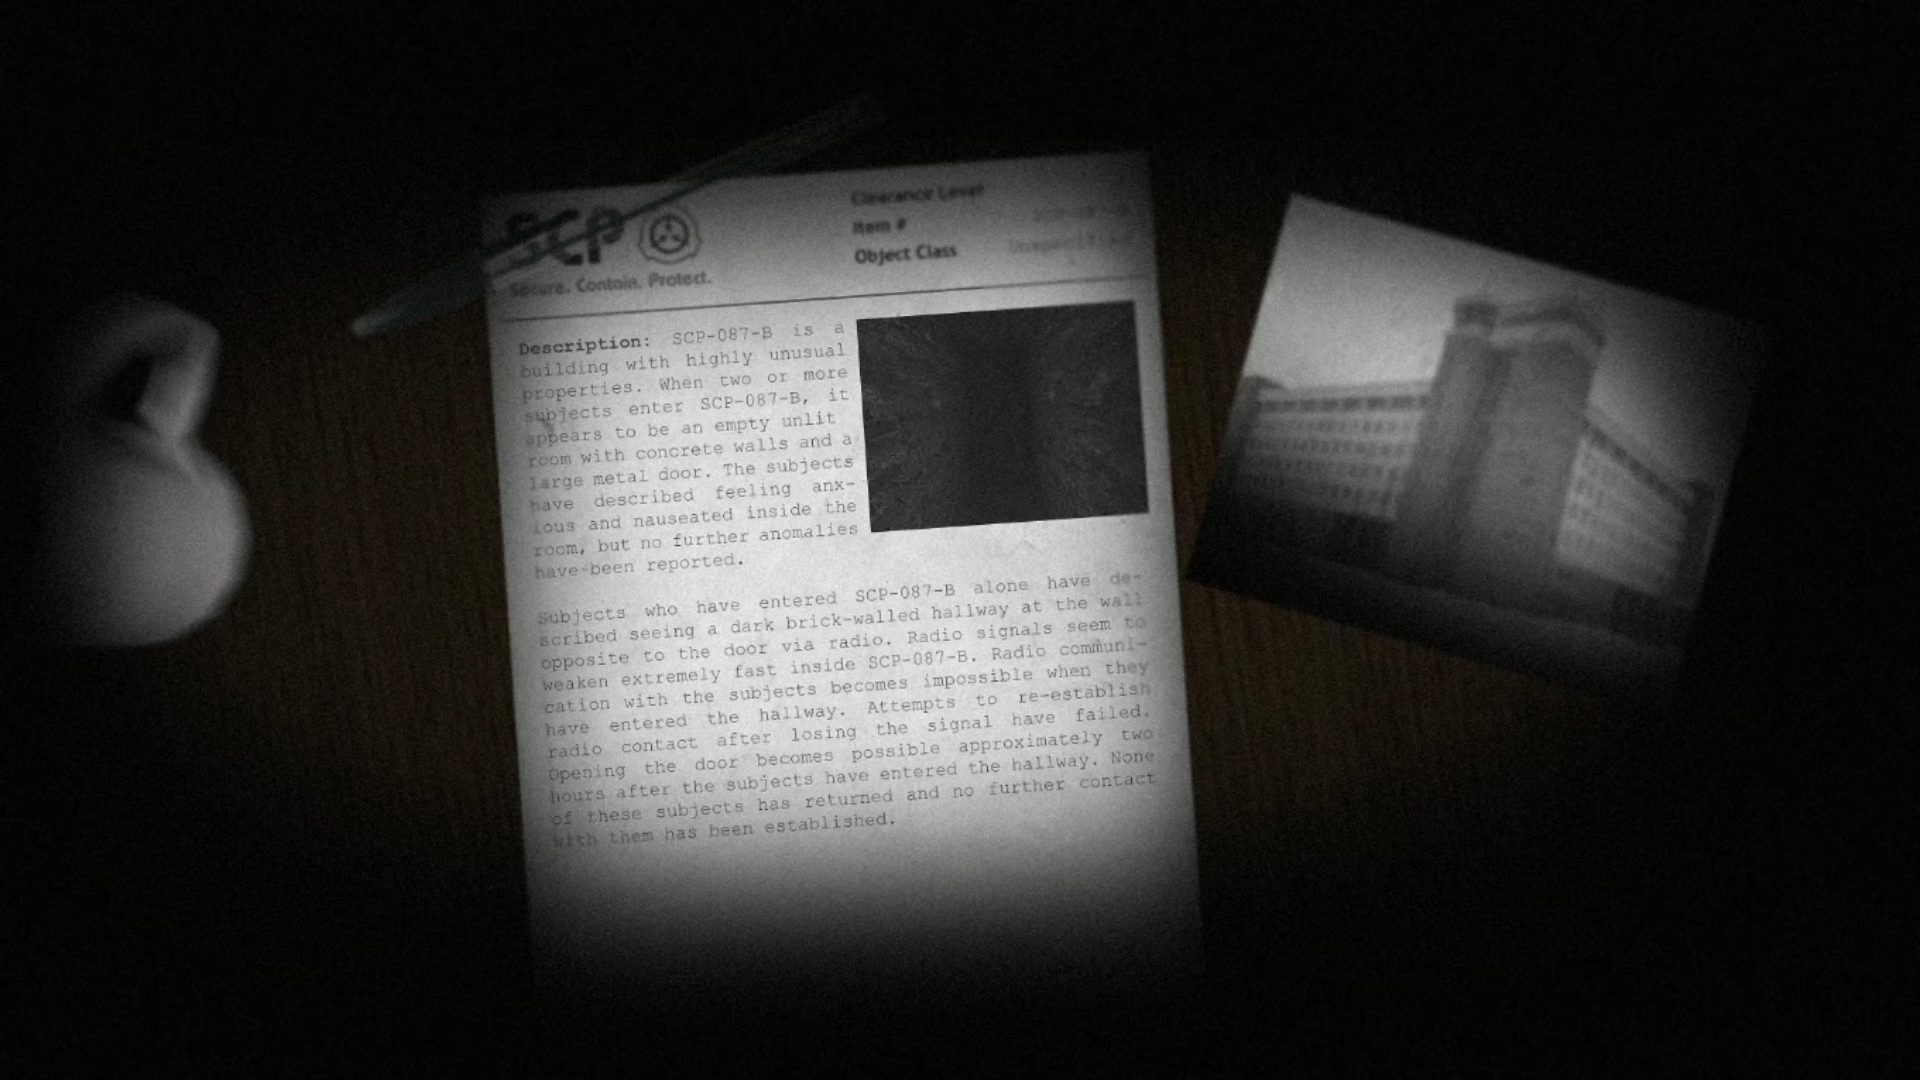 SCP
Secure. Contain. Protect.
Clearance Level
Item #
Object Class
Description: SCP-087-B is a
building with highly unusual
properties. When two or more
subjects enter SCP-087-B, it
appears to be an empty unlit
room with concrete walls and a
large metal door. The subjects
have described feeling anx-
ious and nauseated inside the
room, but no further anomalies
have been reported.
Subjects who have entered SCP-087-B alone have de-
scribed seeing a dark brick-walled hallway at the wall
opposite to the door via radio. Radio signals seem to
weaken extremely fast inside SCP-087-B. Radio communi-
cation with the subjects becomes impossible when they
have entered the hallway. Attempts to re-establish
radio contact after losing the signal have failed.
Opening the door becomes possible approximately two
hours after the subjects have entered the hallway. None
of these subjects has returned and no further contact
with them has been established.